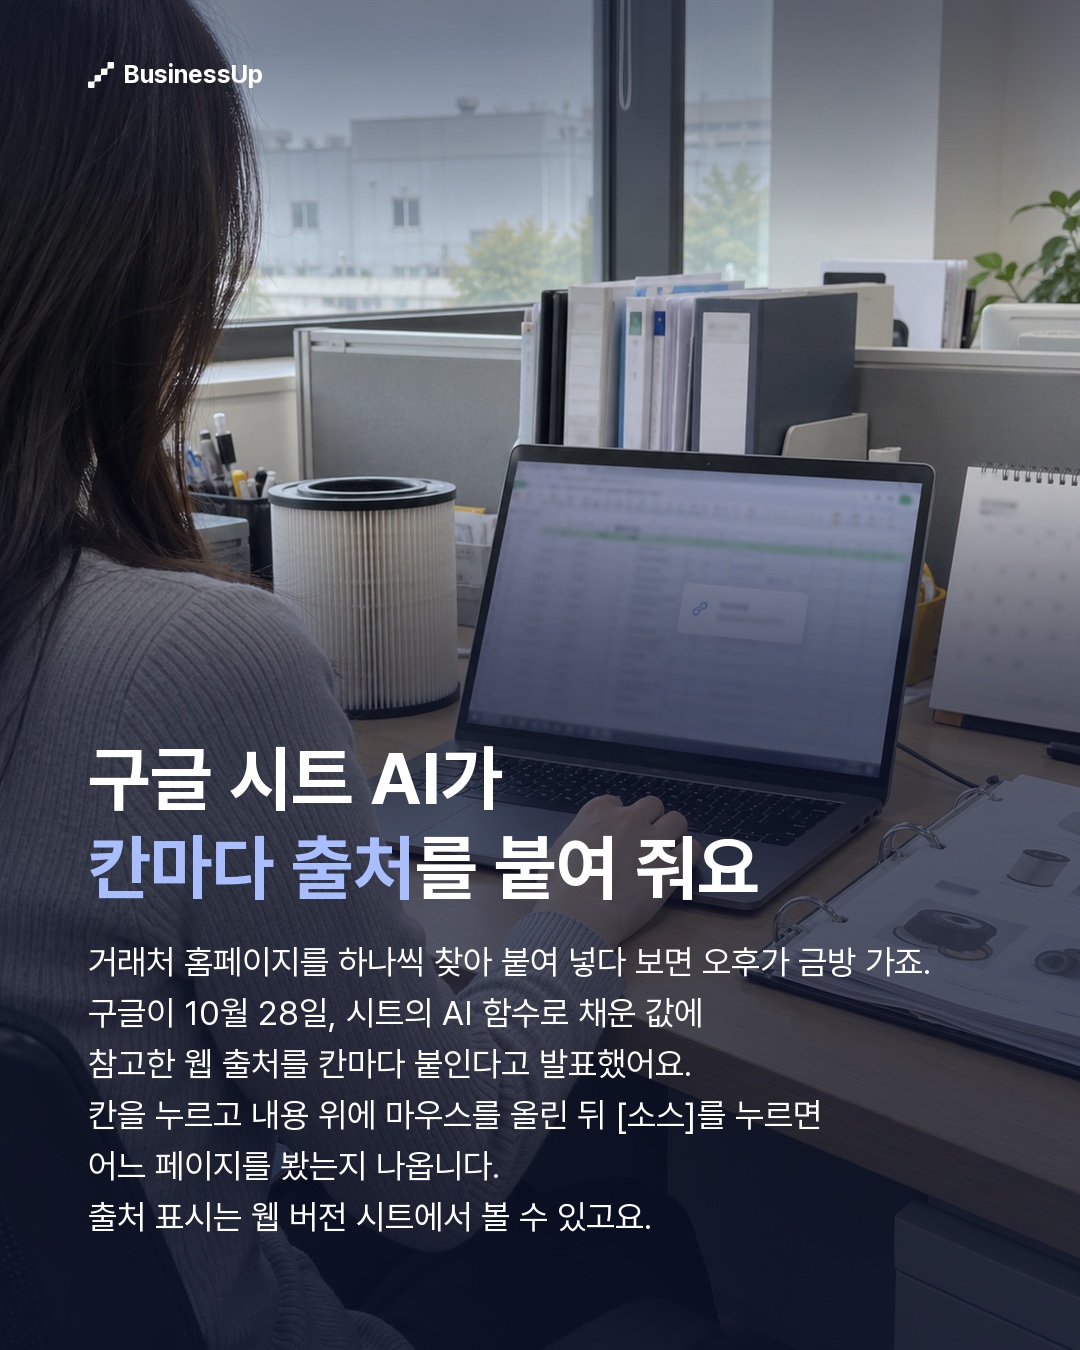 BusinessUp
구글 시트 AI가
칸마다 출처를 붙여 줘요
거래처 홈페이지를 하나씩 찾아 붙여 넣다 보면 오후가 금방 가죠.
구글이 10월 28일, 시트의 AI 함수로 채운 값에
참고한 웹 출처를 칸마다 붙인다고 발표했어요.
칸을 누르고 내용 위에 마우스를 올린 뒤 [소스]를 누르면
어느 페이지를 봤는지 나옵니다.
출처 표시는 웹 버전 시트에서 볼 수 있고요.